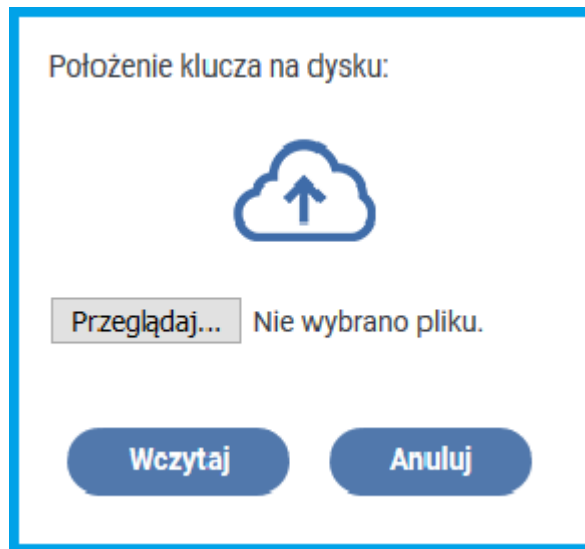 Położenie klucza na dysku:
Przeglądaj... Nie wybrano pliku.
Wczytaj Anuluj